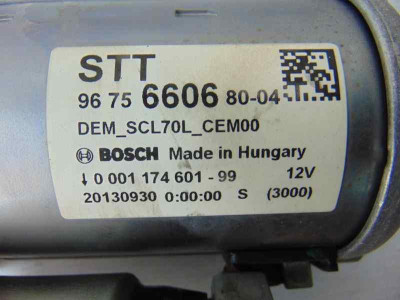 STT
96 75 6606 80-04
DEM_SCL70L_CEM00
BOSCH Made in Hungary
0 001 174 601 - 99 12V
20130930 0:00:00 S (3000)